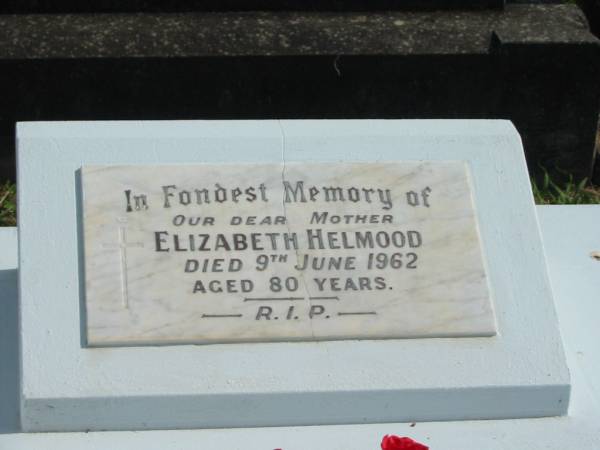 In Fondest Memory of
OUR DEAR MOTHER
ELIZABETH HELMOOD
DIED 9TH JUNE 1962
AGED 80 YEARS.
— R.I.P. —